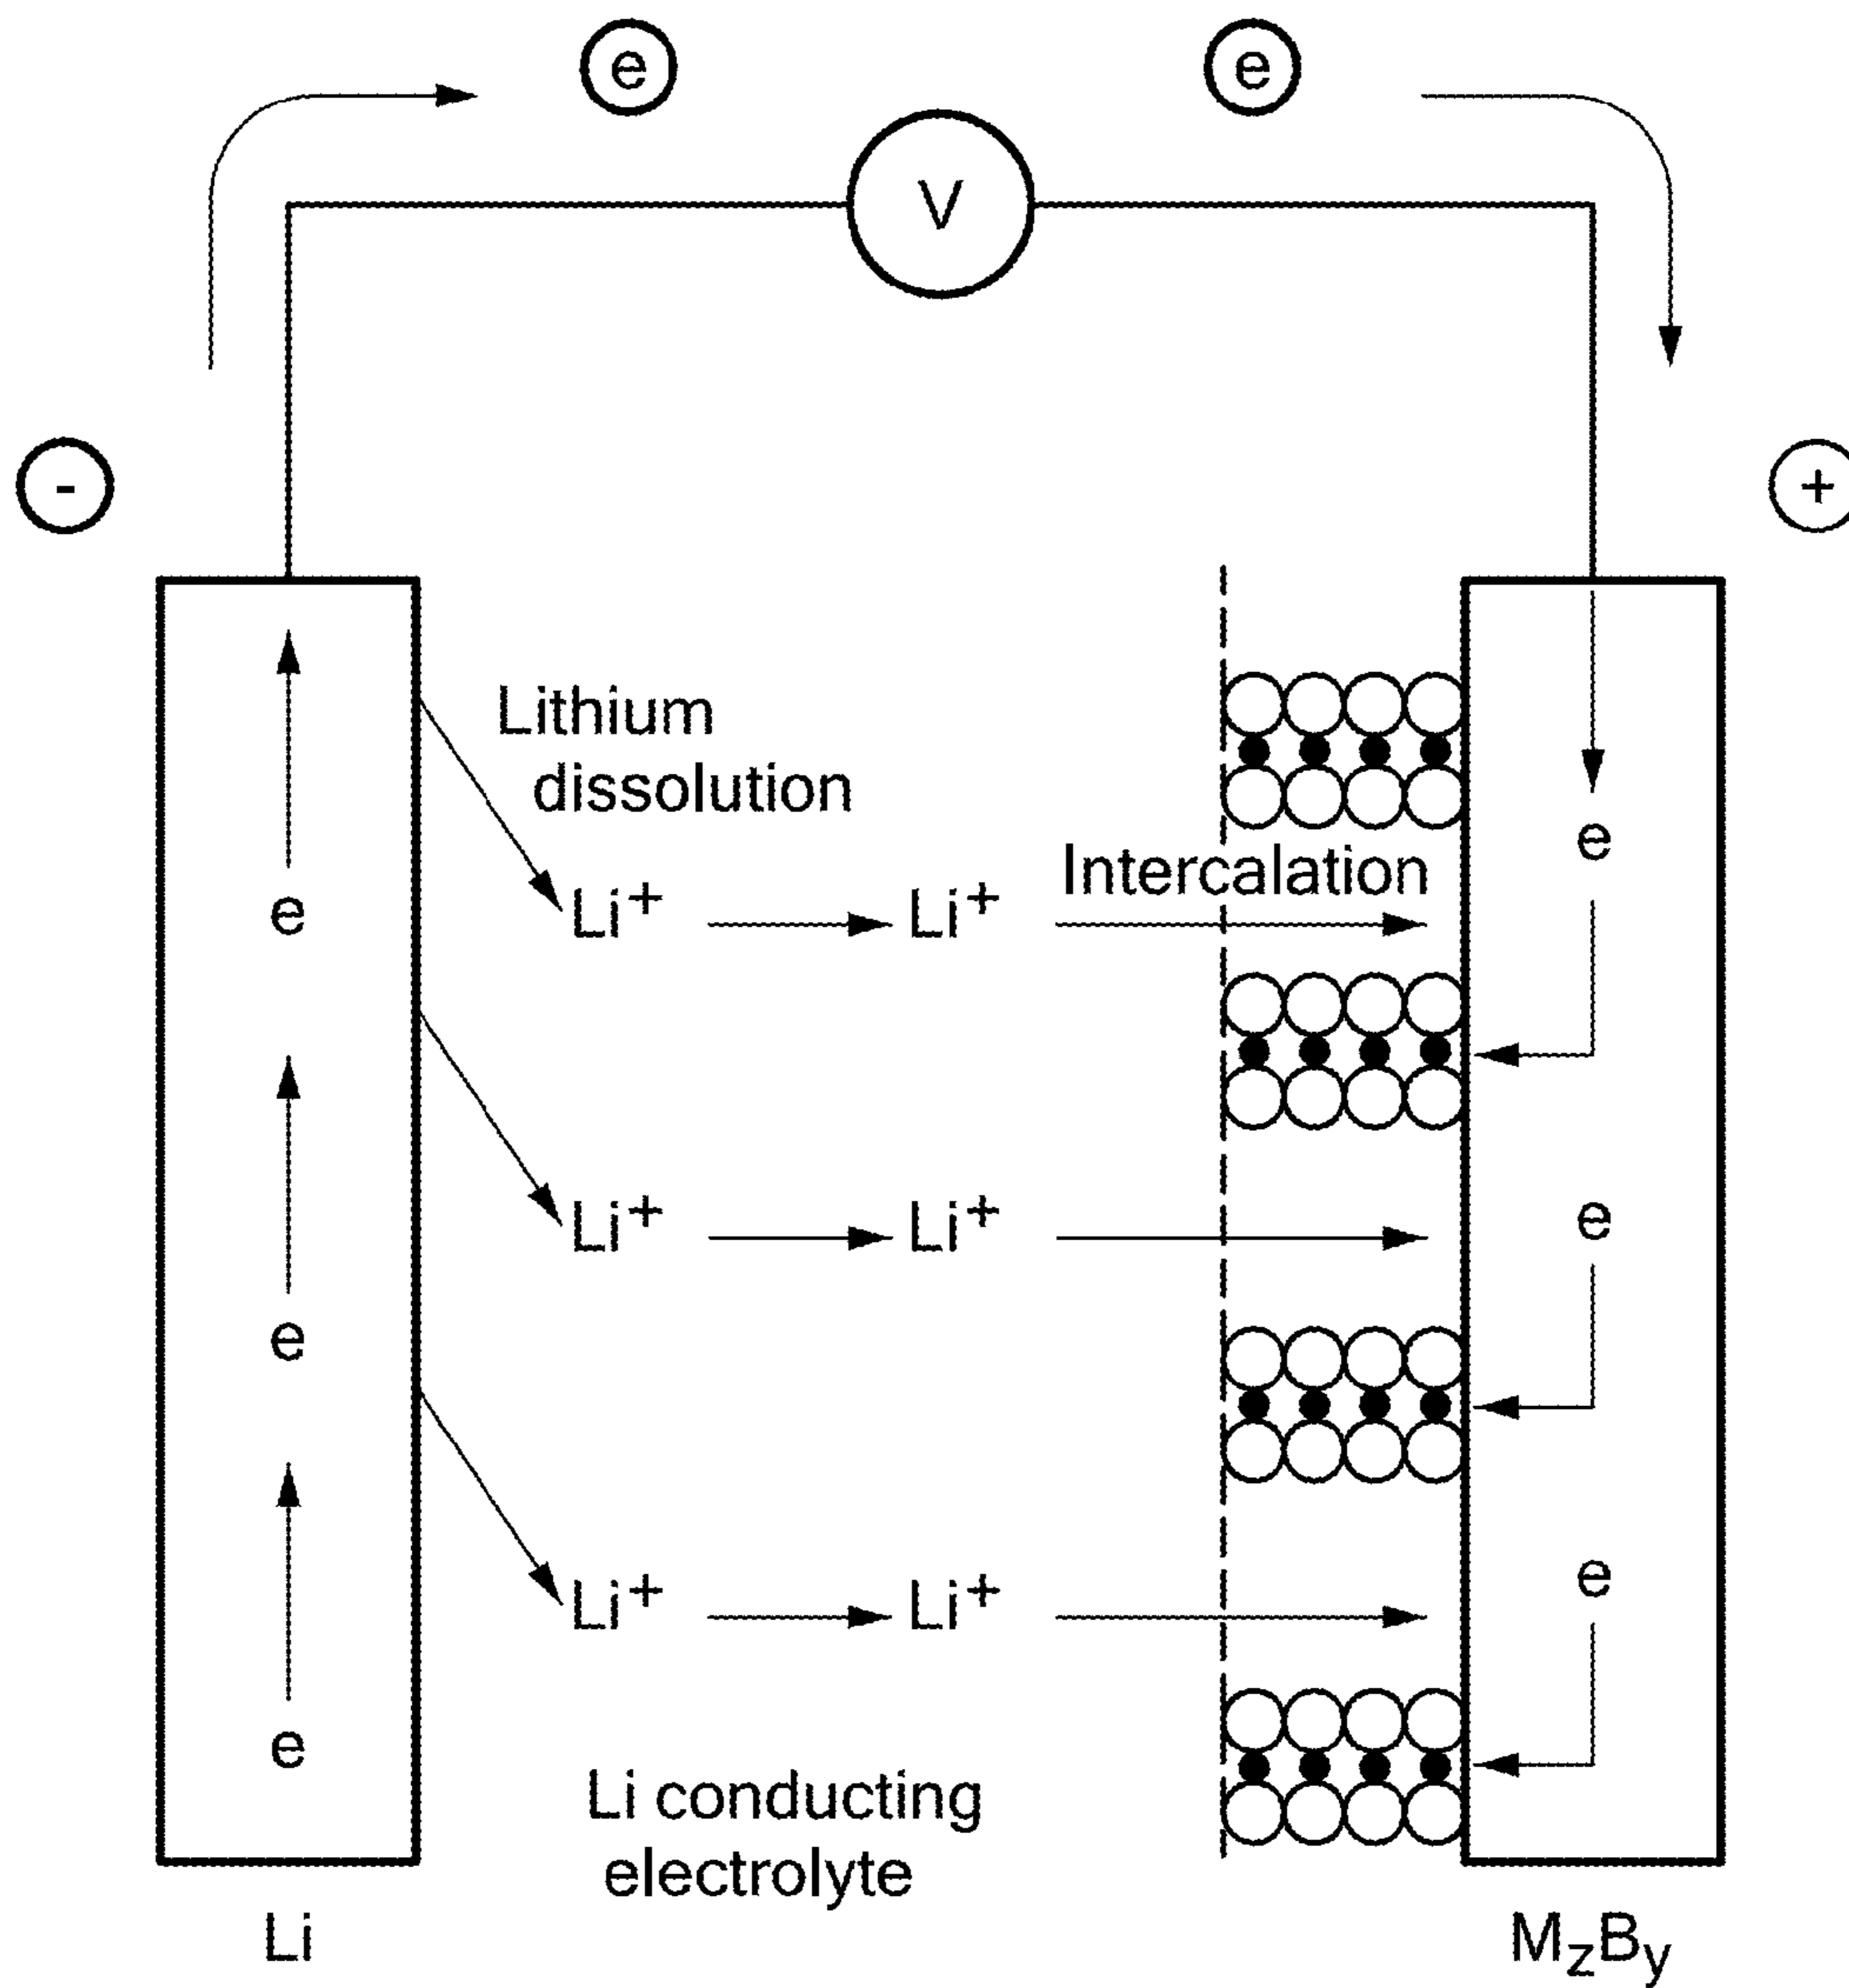 e e
V
- +
Lithium
dissolution
e
Intercalation
e Li⁺ Li⁺
Li⁺ Li⁺ e
e
e
Li⁺ Li⁺
e
Li conducting
electrolyte
Li MzBy